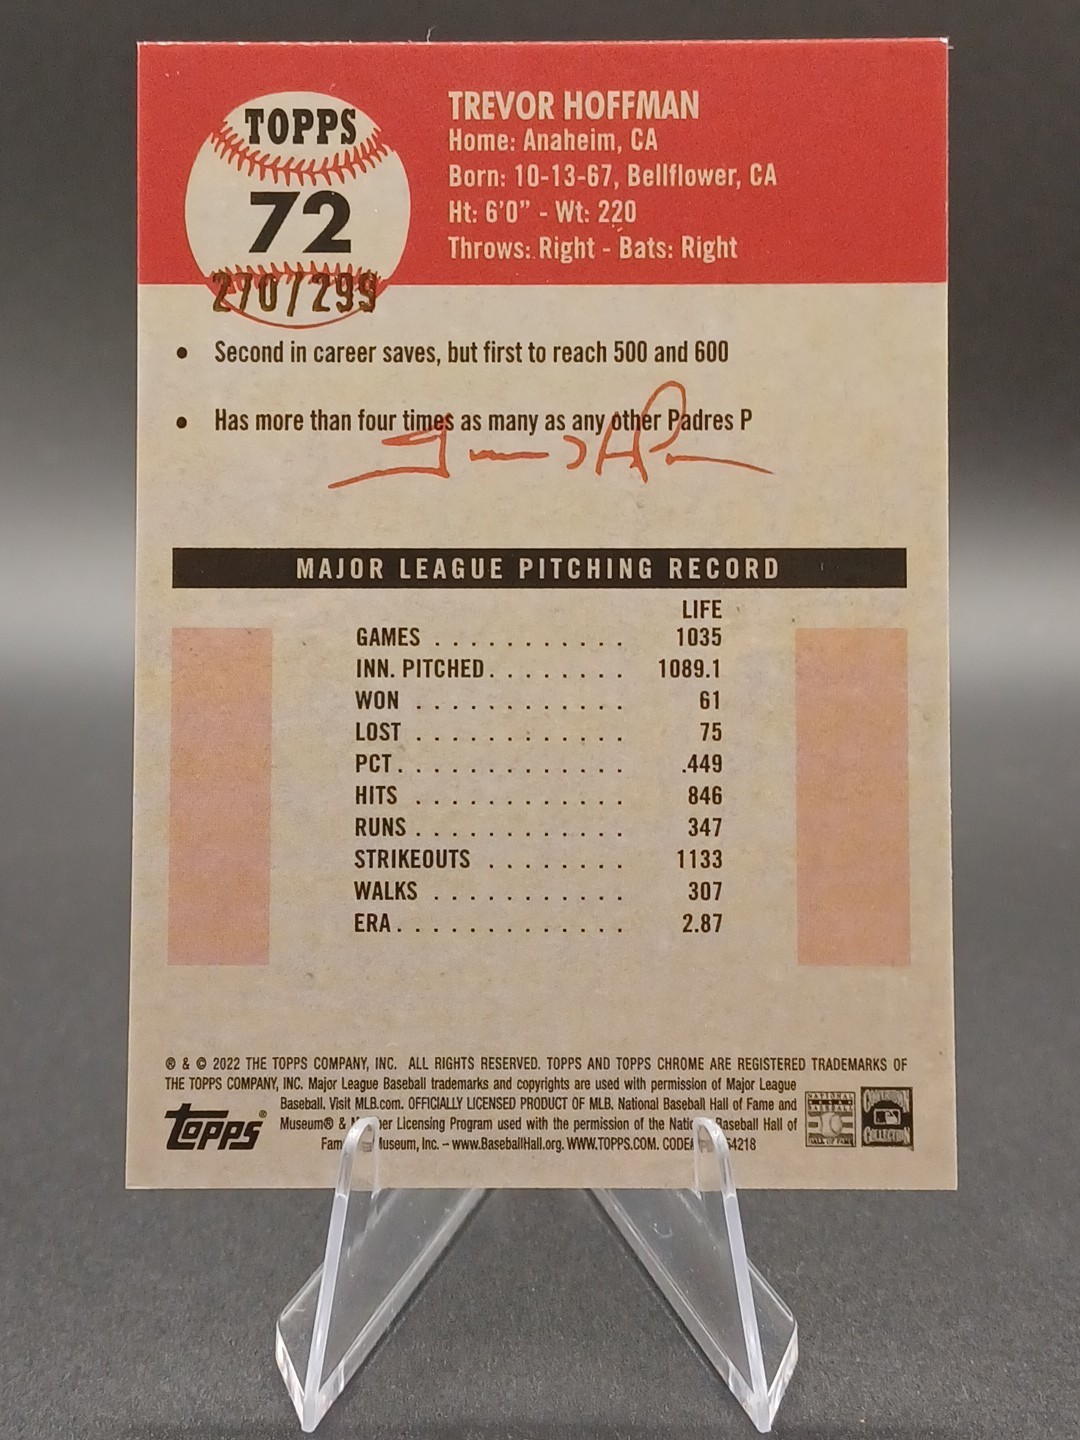 TOPPS
72
270/299
TREVOR HOFFMAN
Home: Anaheim, CA
Born: 10-13-67, Bellflower, CA
Ht: 6'0" - Wt: 220
Throws: Right - Bats: Right
• Second in career saves, but first to reach 500 and 600
• Has more than four times as many as any other Padres P
MAJOR LEAGUE PITCHING RECORD
LIFE
GAMES . . . . . . . . . . . 1035
INN. PITCHED. . . . . . . . 1089.1
WON . . . . . . . . . . . . 61
LOST . . . . . . . . . . . . 75
PCT. . . . . . . . . . . . . .449
HITS . . . . . . . . . . . . 846
RUNS . . . . . . . . . . . . 347
STRIKEOUTS . . . . . . . . 1133
WALKS . . . . . . . . . . . 307
ERA. . . . . . . . . . . . . 2.87
® & © 2022 THE TOPPS COMPANY, INC. ALL RIGHTS RESERVED. TOPPS AND TOPPS CHROME ARE REGISTERED TRADEMARKS OF
THE TOPPS COMPANY, INC. Major League Baseball trademarks and copyrights are used with permission of Major League
Baseball. Visit MLB.com. OFFICIALLY LICENSED PRODUCT OF MLB. National Baseball Hall of Fame and
Museum® & Licensing Program used with the permission of the Baseball Hall of
Museum, Inc. – www.BaseballHall.org. WWW.TOPPS.COM.
TOPPS®
NATIONAL
BASEBALL
HALL OF FAME
COOPERSTOWN
COLLECTION